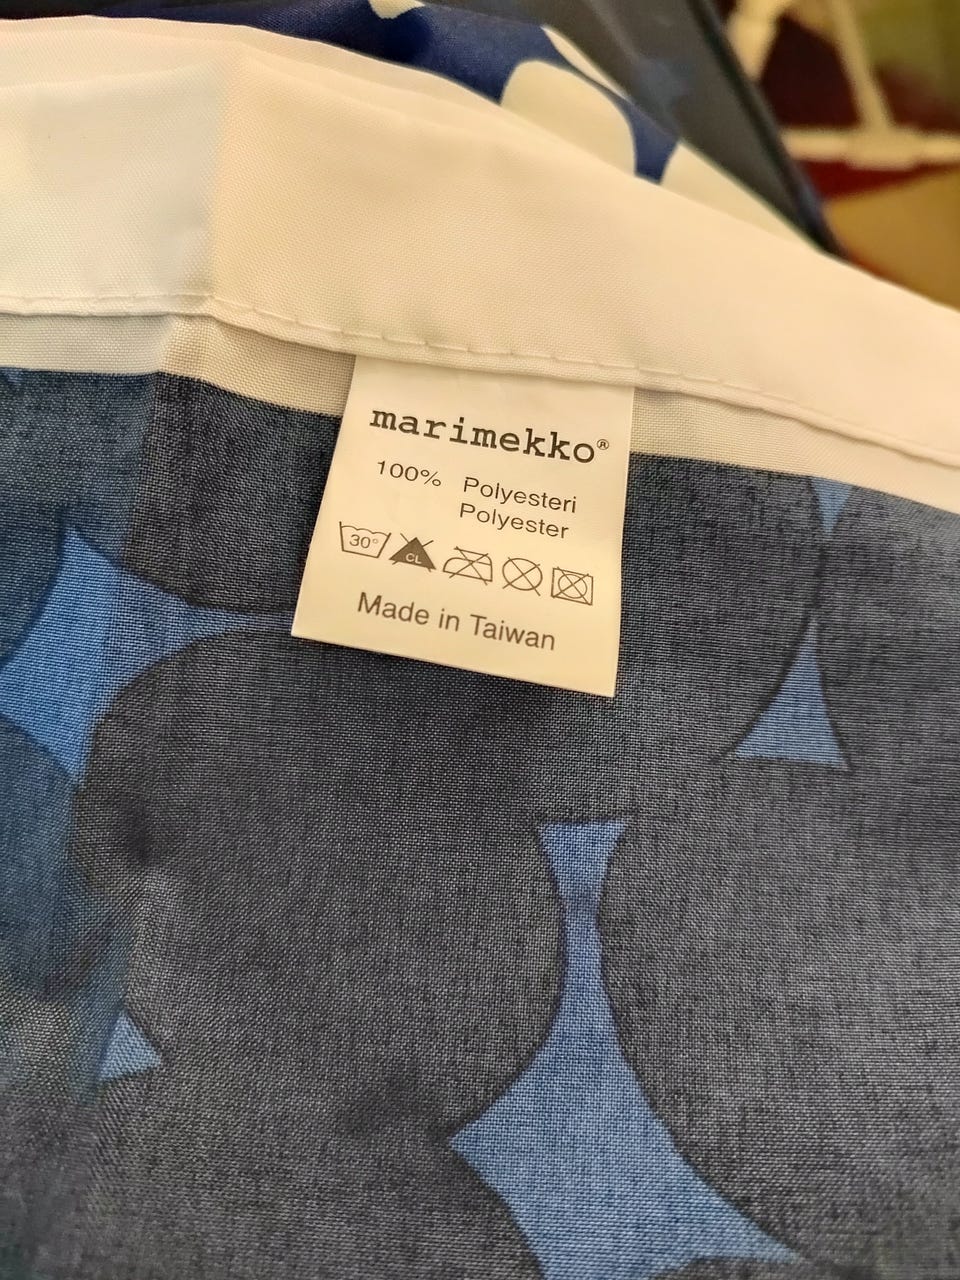 marimekko®
100% Polyesteri
Polyester
30° CL
Made in Taiwan